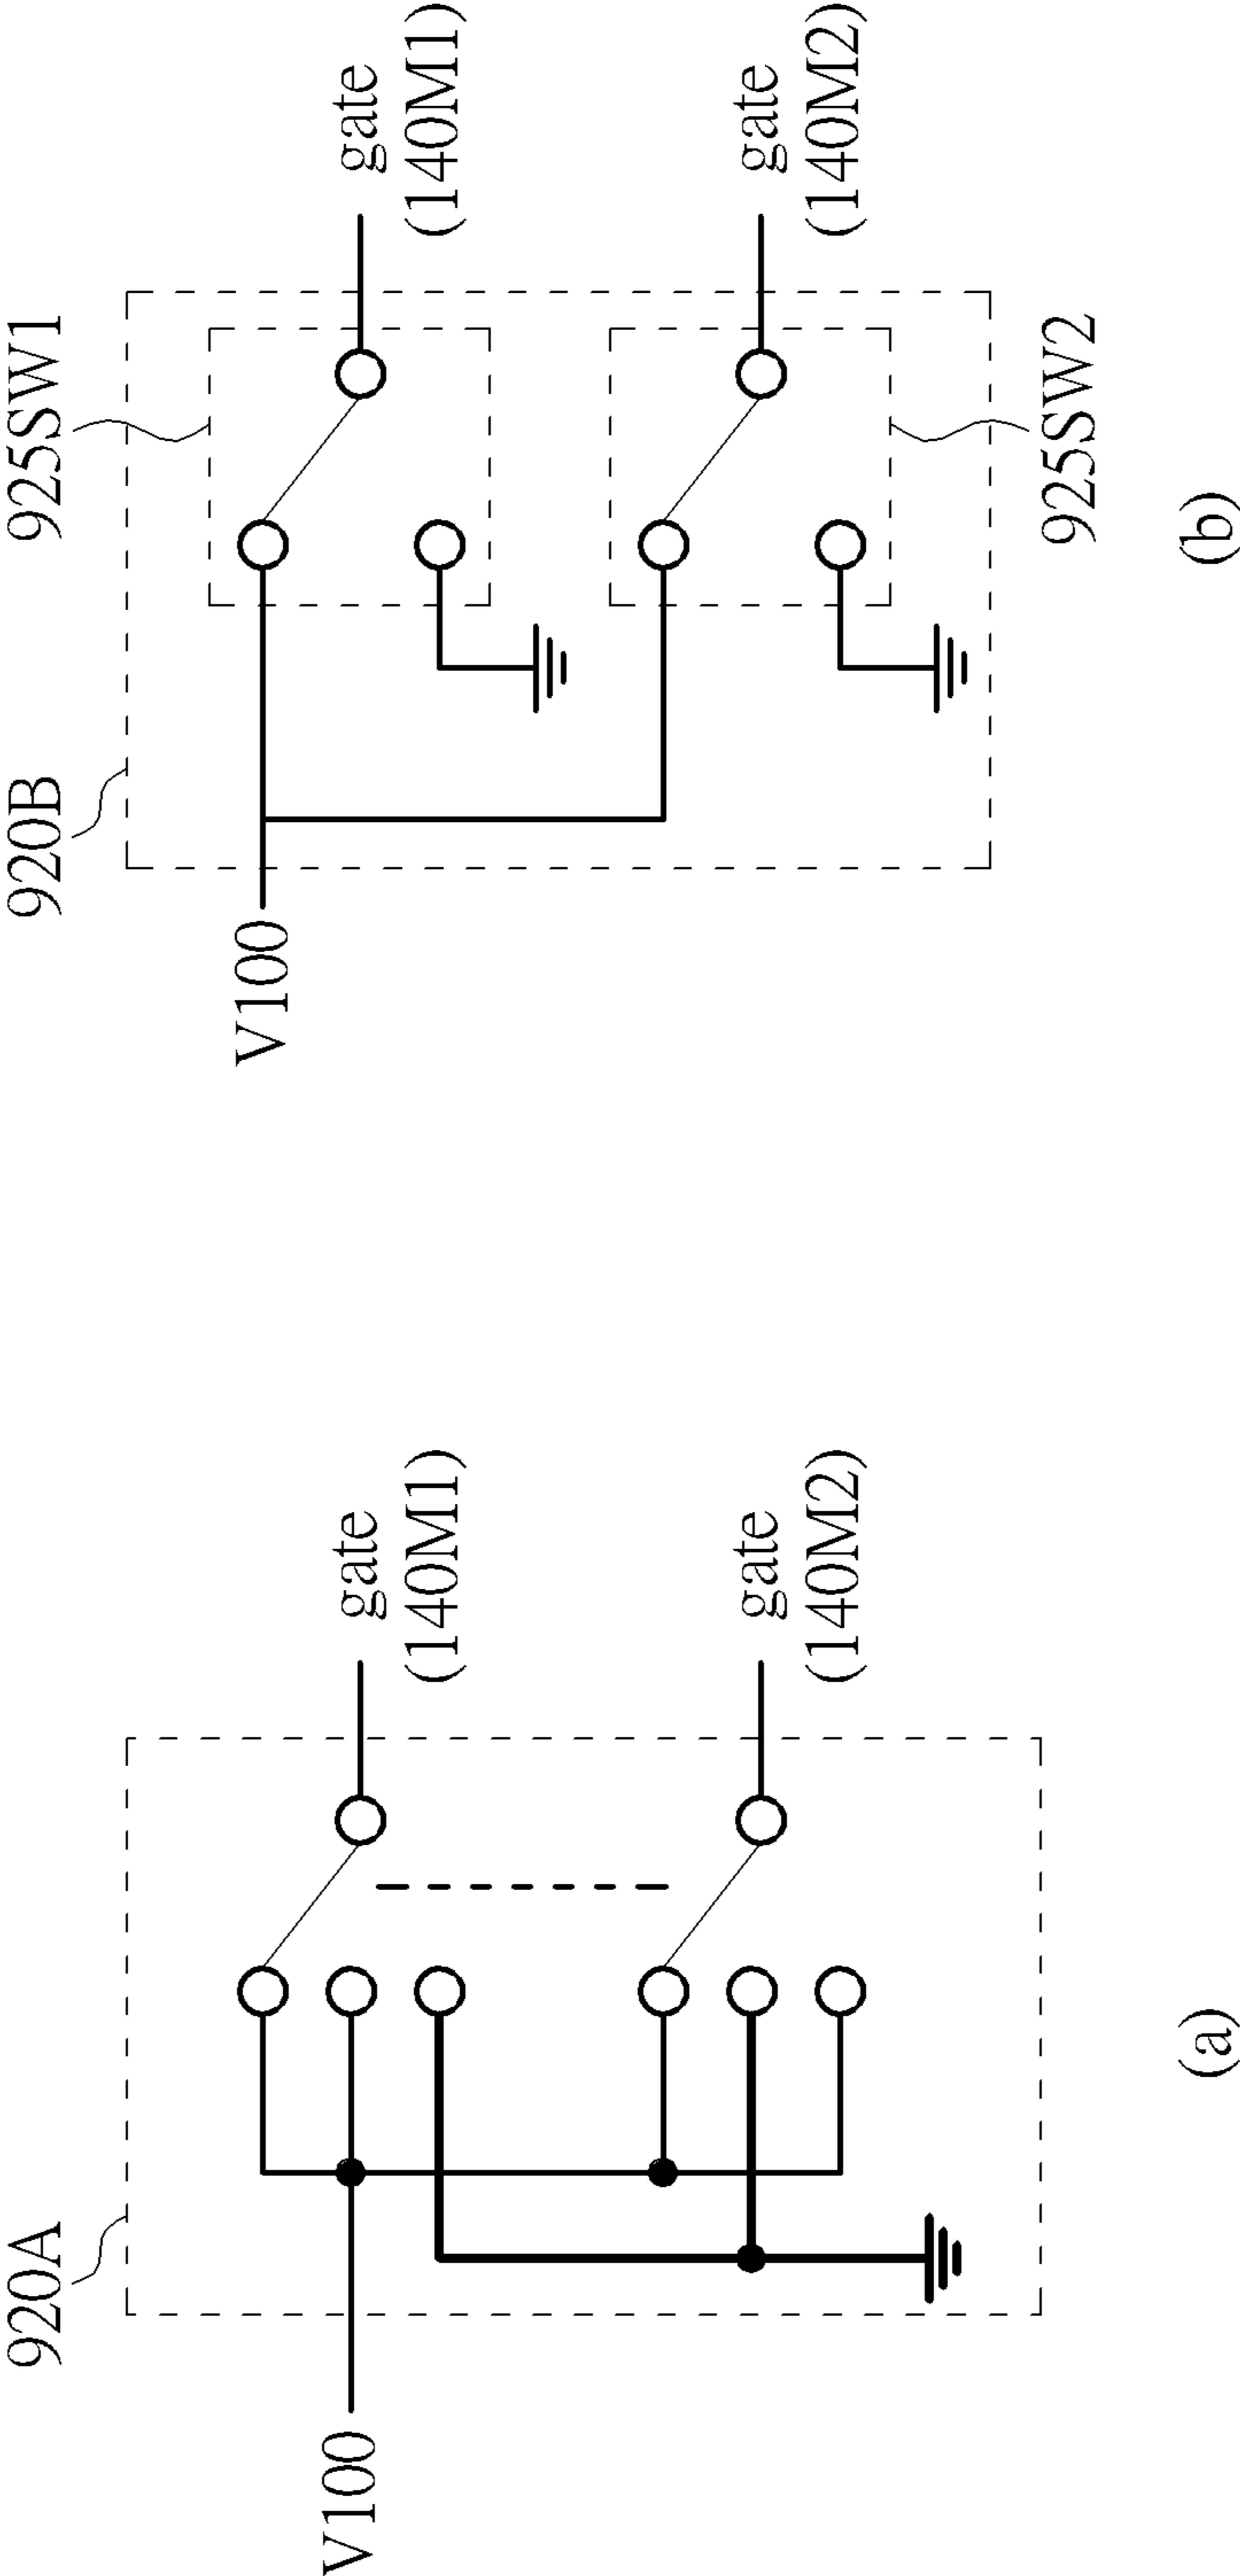 920A
V100
gate
(140M1)
gate
(140M2)
(a)
920B
925SW1
V100
gate
(140M1)
gate
(140M2)
925SW2
(b)